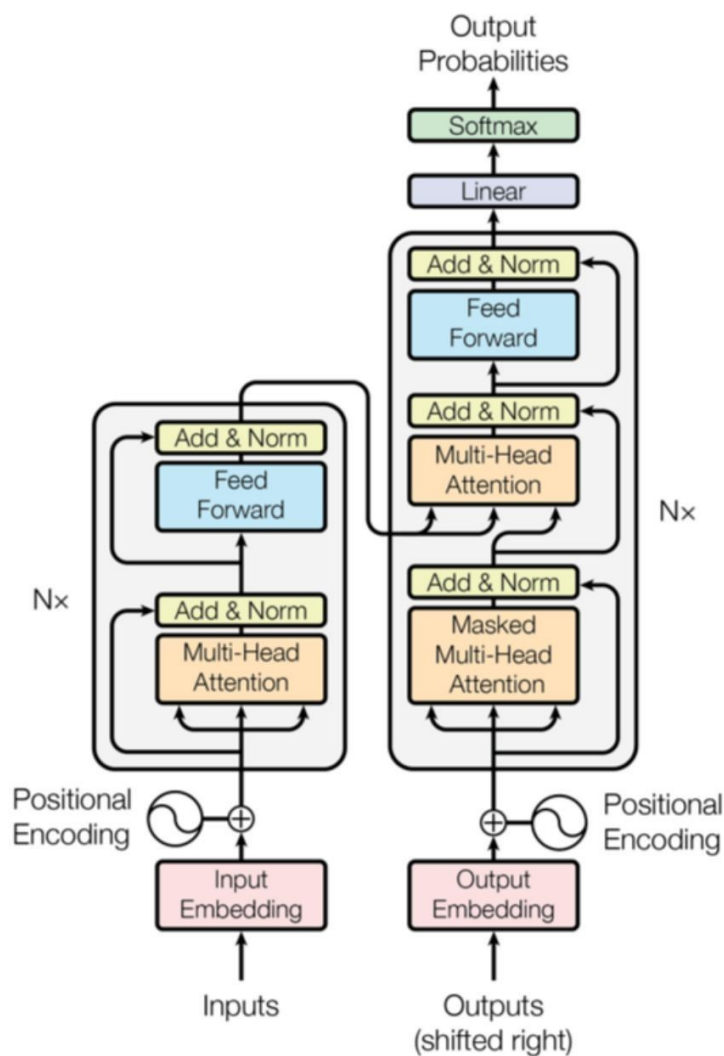 Output
Probabilities
Softmax
Linear
Add & Norm
Feed
Forward
Add & Norm
Multi-Head
Attention
N×
Add & Norm
Masked
Multi-Head
Attention
Add & Norm
Feed
Forward
N×
Add & Norm
Multi-Head
Attention
Positional
Encoding
Positional
Encoding
Input
Embedding
Output
Embedding
Inputs
Outputs
(shifted right)